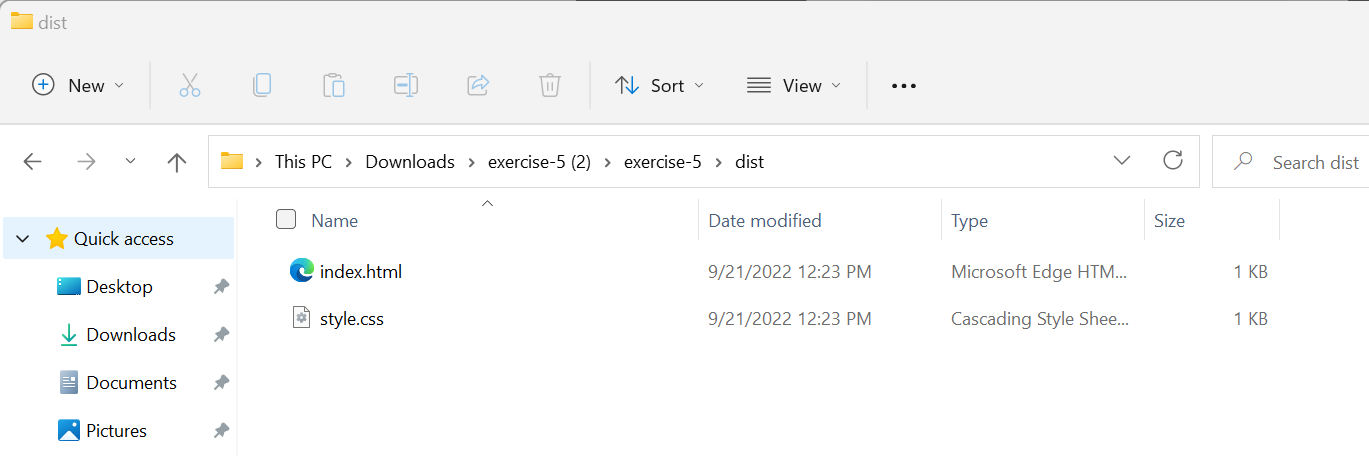 dist
New Sort View
This PC Downloads exercise-5 (2) exercise-5 dist Search dist
Quick access
Desktop
Downloads
Documents
Pictures
Name Date modified Type Size
index.html 9/21/2022 12:23 PM Microsoft Edge HTM... 1 KB
style.css 9/21/2022 12:23 PM Cascading Style Shee... 1 KB